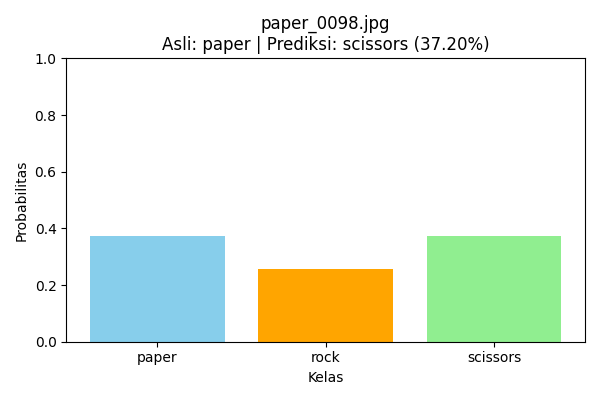 paper_0098.jpg
Asli: paper | Prediksi: scissors (37.20%)
1.0
0.8
0.6
0.4
0.2
0.0
Probabilitas
paper rock scissors
Kelas